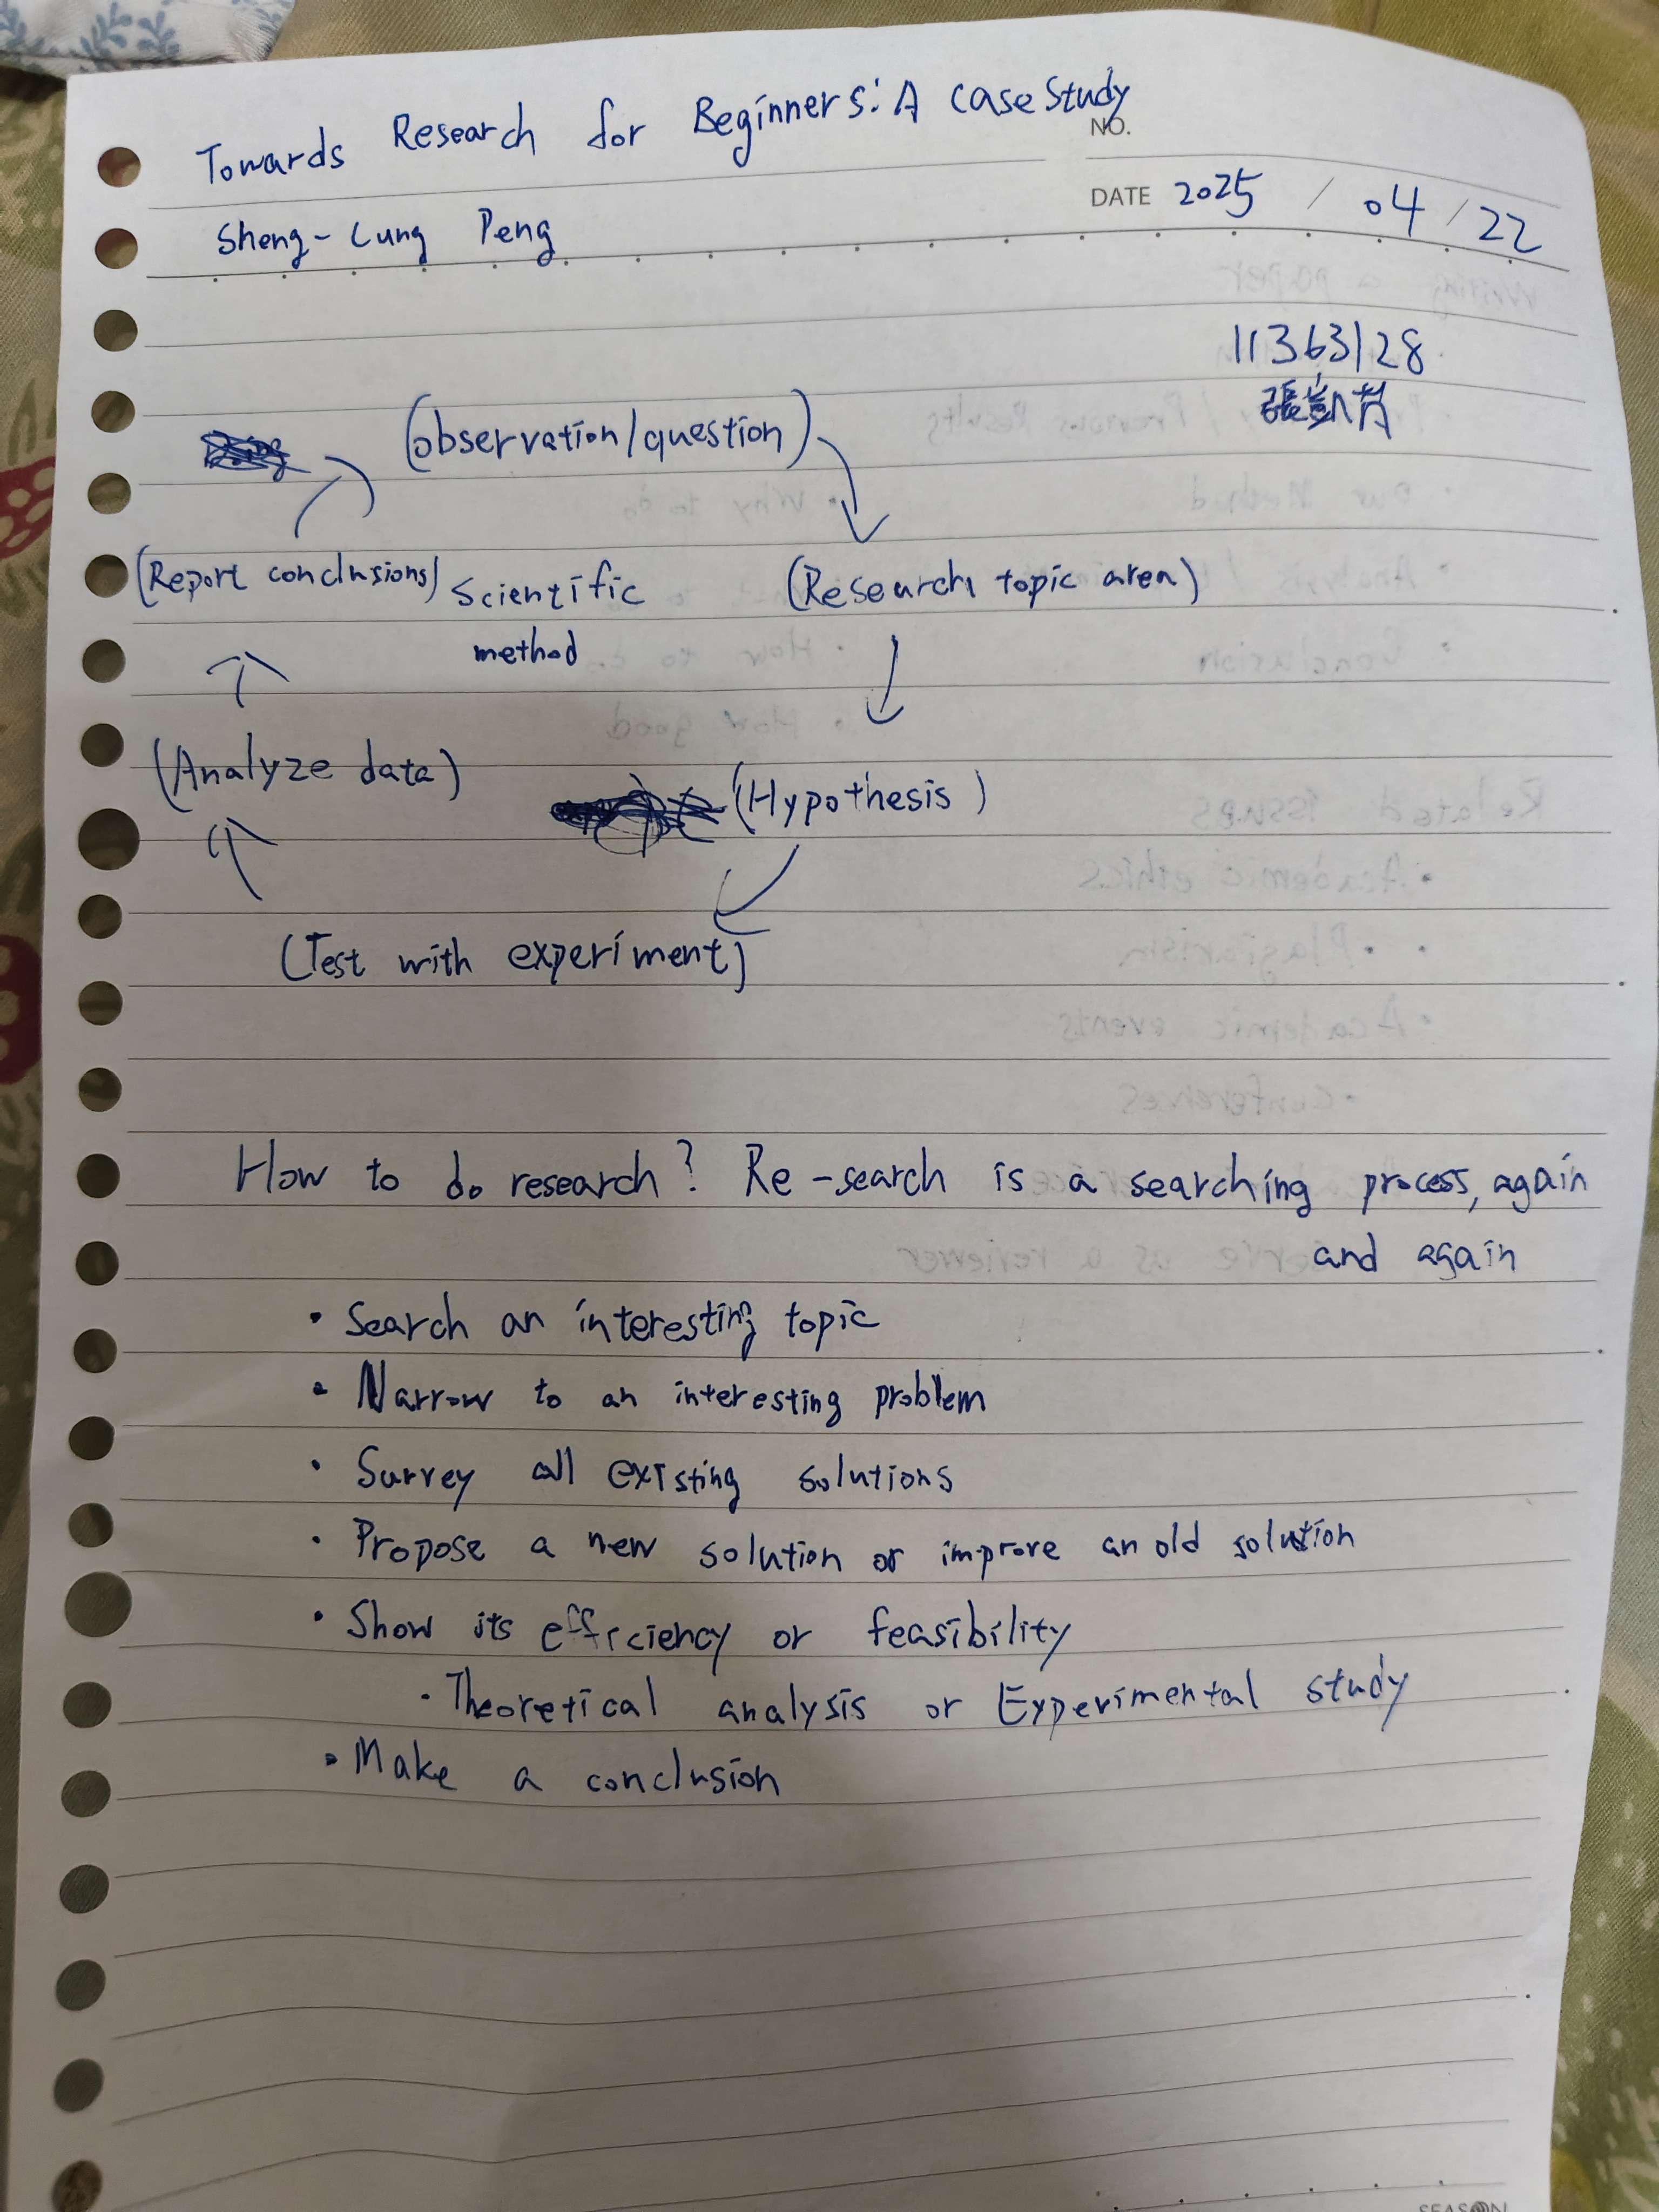 Towards Research for Beginners: A case Study
NO.
DATE 2025 / 04 / 22
Sheng-Lung Peng
11363128
(observation/question)
(Report conclusions)
Scientific
method
(Research topic area)
(Analyze data)
(Hypothesis)
(Test with experiment)
How to do research? Re-search is a searching process, again
and again
• Search an interesting topic
• Narrow to an interesting problem
• Survey all existing solutions
• Propose a new solution or improve an old solution
• Show its efficiency or feasibility
• Theoretical analysis or Experimental study
• Make a conclusion